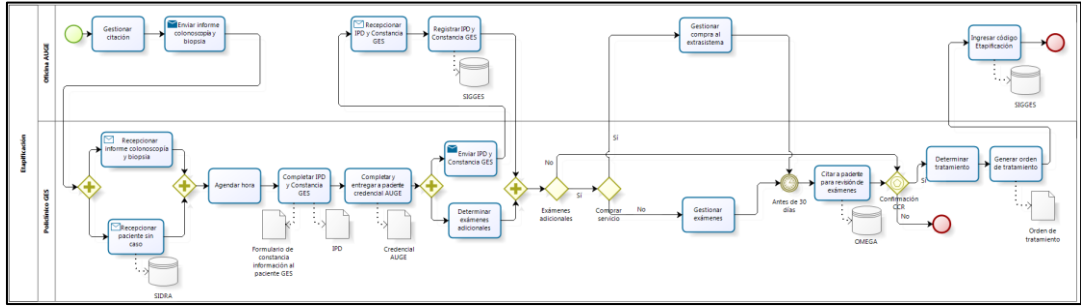 Etapificación
Oficina AUGE
Gestionar
citación
Enviar informe
colonoscopía y
biopsia
Recepcionar
IPD y Constancia
GES
Registrar IPD y
Constancia GES
SIGGES
Gestionar
compra al
extrasistema
Ingresar código
Etapificación
SIGGES
Policlínico GES
Recepcionar
informe colonoscopía
y biopsia
Recepcionar
paciente sin
caso
SIDRA
Agendar hora
Completar IPD
y Constancia
GES
Formulario de
constancia
información al
paciente GES
IPD
Completar y
entregar a paciente
credencial AUGE
Credencial
AUGE
Enviar IPD y
Constancia GES
Determinar
exámenes
adicionales
Exámenes
adicionales
No
Sí
Comprar
servicio
Sí
No
Gestionar
exámenes
Antes de 30
días
Citar a paciente
para revisión de
exámenes
OMEGA
Confirmación
CCR
Sí
No
Determinar
tratamiento
Generar orden
de tratamiento
Orden de
tratamiento